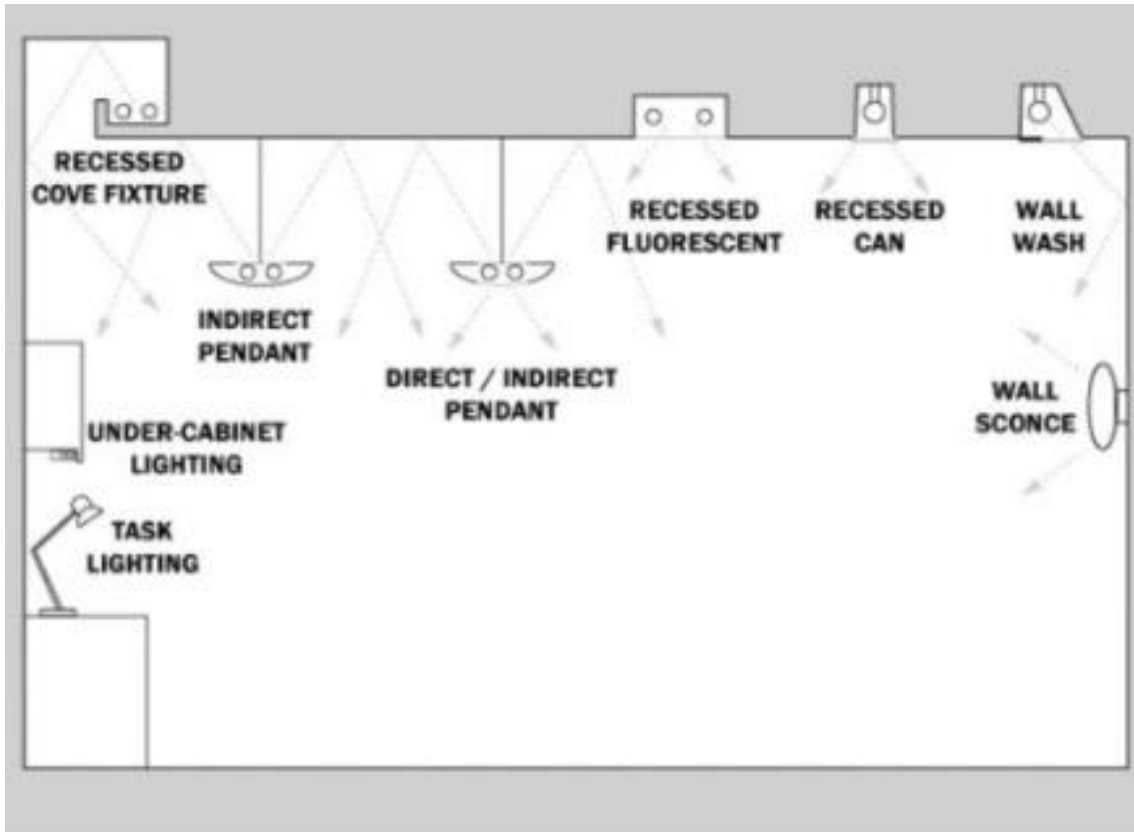 RECESSED
COVE FIXTURE
RECESSED
FLUORESCENT
RECESSED
CAN
WALL
WASH
INDIRECT
PENDANT
DIRECT / INDIRECT
PENDANT
WALL
SCONCE
UNDER-CABINET
LIGHTING
TASK
LIGHTING